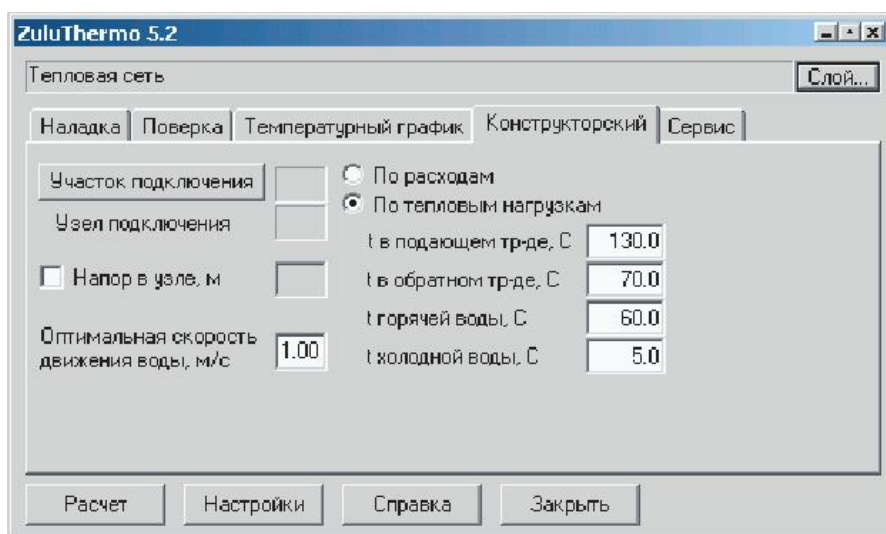 ZuluThermo 5.2
Тепловая сеть
Слой...
Наладка Поверка Температурный график Конструкторский Сервис
Участок подключения
Узел подключения
Напор в узле, м
Оптимальная скорость
движения воды, м/с
1.00
По расходам
По тепловым нагрузкам
t в подающем тр-де, С 130.0
t в обратном тр-де, С 70.0
t горячей воды, С 60.0
t холодной воды, С 5.0
Расчет Настройки Справка Закрыть